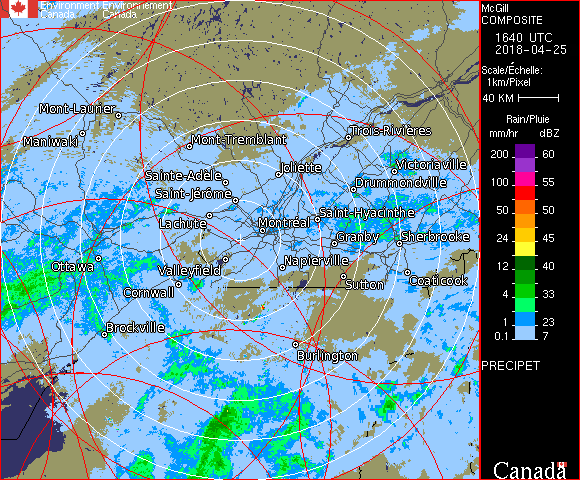 Environment Environnement
Canada Canada
McGill
COMPOSITE
1640 UTC
2018-04-25
Scale/Échelle:
1km/Pixel
40 KM
Rain/Pluie
mm/hr dBZ
200 60
100 55
50 50
24 45
12 40
4 33
1 23
0.1 7
PRECIPET
Canada
Mont-Laurier
Maniwaki
Mont-Tremblant
Trois-Rivières
Joliette
Victoriaville
Sainte-Adèle
Drummondville
Saint-Jérôme
Saint-Hyacinthe
Lachute
Montréal
Granby
Sherbrooke
Ottawa
Valleyfield
Napierville
Cornwall
Sutton
Coaticook
Brockville
Burlington